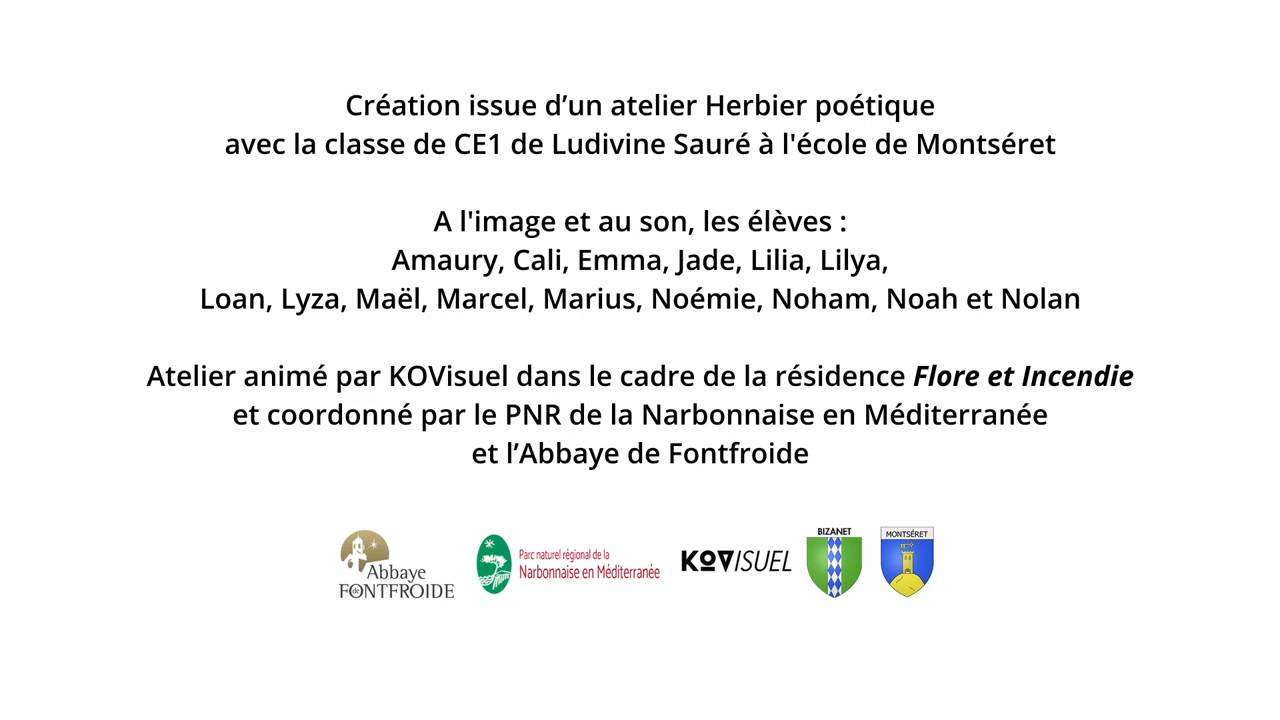 Création issue d’un atelier Herbier poétique
avec la classe de CE1 de Ludivine Sauré à l'école de Montséret
A l'image et au son, les élèves :
Amaury, Cali, Emma, Jade, Lilia, Lilya,
Loan, Lyza, Maël, Marcel, Marius, Noémie, Noham, Noah et Nolan
Atelier animé par KOVisuel dans le cadre de la résidence Flore et Incendie
et coordonné par le PNR de la Narbonnaise en Méditerranée
et l’Abbaye de Fontfroide
Abbaye
de FONTFROIDE
Parc naturel régional de la
Narbonnaise en Méditerranée
KOVISUEL
BIZANET
MONTSÉRET